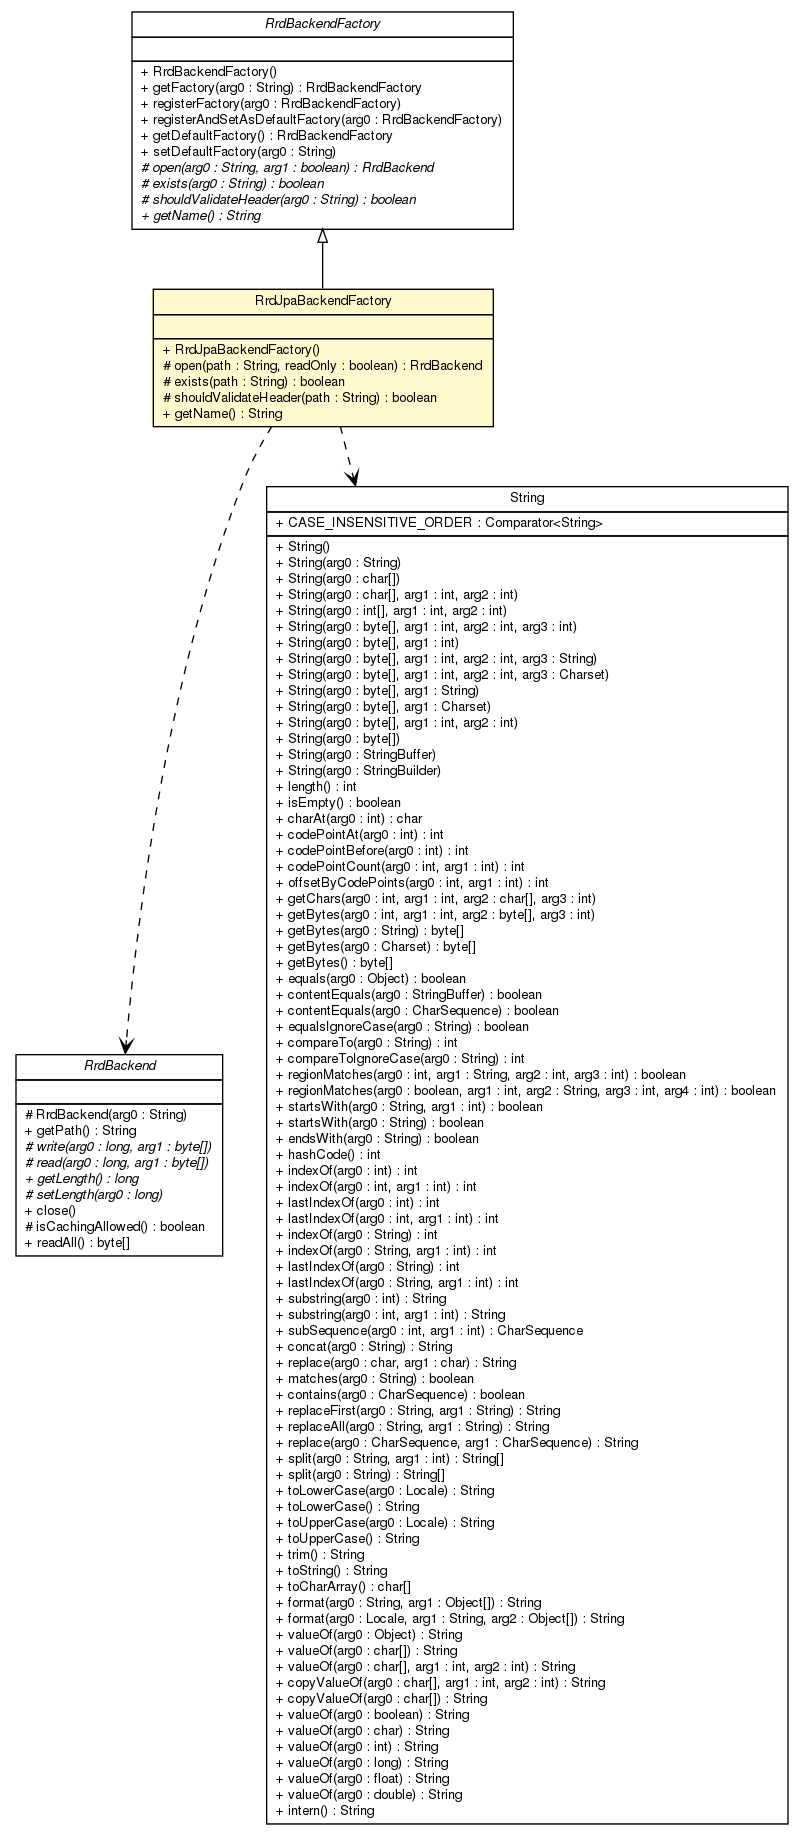 RrdBackendFactory
+ RrdBackendFactory()
+ getFactory(arg0 : String) : RrdBackendFactory
+ registerFactory(arg0 : RrdBackendFactory)
+ registerAndSetAsDefaultFactory(arg0 : RrdBackendFactory)
+ getDefaultFactory() : RrdBackendFactory
+ setDefaultFactory(arg0 : String)
# open(arg0 : String, arg1 : boolean) : RrdBackend
# exists(arg0 : String) : boolean
# shouldValidateHeader(arg0 : String) : boolean
+ getName() : String
RrdJpaBackendFactory
+ RrdJpaBackendFactory()
# open(path : String, readOnly : boolean) : RrdBackend
# exists(path : String) : boolean
# shouldValidateHeader(path : String) : boolean
+ getName() : String
String
+ CASE_INSENSITIVE_ORDER : Comparator<String>
+ String()
+ String(arg0 : String)
+ String(arg0 : char[])
+ String(arg0 : char[], arg1 : int, arg2 : int)
+ String(arg0 : int[], arg1 : int, arg2 : int)
+ String(arg0 : byte[], arg1 : int, arg2 : int, arg3 : int)
+ String(arg0 : byte[], arg1 : int)
+ String(arg0 : byte[], arg1 : int, arg2 : int, arg3 : String)
+ String(arg0 : byte[], arg1 : int, arg2 : int, arg3 : Charset)
+ String(arg0 : byte[], arg1 : String)
+ String(arg0 : byte[], arg1 : Charset)
+ String(arg0 : byte[], arg1 : int, arg2 : int)
+ String(arg0 : byte[])
+ String(arg0 : StringBuffer)
+ String(arg0 : StringBuilder)
+ length() : int
+ isEmpty() : boolean
+ charAt(arg0 : int) : char
+ codePointAt(arg0 : int) : int
+ codePointBefore(arg0 : int) : int
+ codePointCount(arg0 : int, arg1 : int) : int
+ offsetByCodePoints(arg0 : int, arg1 : int) : int
+ getChars(arg0 : int, arg1 : int, arg2 : char[], arg3 : int)
+ getBytes(arg0 : int, arg1 : int, arg2 : byte[], arg3 : int)
+ getBytes(arg0 : String) : byte[]
+ getBytes(arg0 : Charset) : byte[]
+ getBytes() : byte[]
+ equals(arg0 : Object) : boolean
+ contentEquals(arg0 : StringBuffer) : boolean
+ contentEquals(arg0 : CharSequence) : boolean
+ equalsIgnoreCase(arg0 : String) : boolean
+ compareTo(arg0 : String) : int
+ compareToIgnoreCase(arg0 : String) : int
+ regionMatches(arg0 : int, arg1 : String, arg2 : int, arg3 : int) : boolean
+ regionMatches(arg0 : boolean, arg1 : int, arg2 : String, arg3 : int, arg4 : int) : boolean
+ startsWith(arg0 : String, arg1 : int) : boolean
+ startsWith(arg0 : String) : boolean
+ endsWith(arg0 : String) : boolean
+ hashCode() : int
+ indexOf(arg0 : int) : int
+ indexOf(arg0 : int, arg1 : int) : int
+ lastIndexOf(arg0 : int) : int
+ lastIndexOf(arg0 : int, arg1 : int) : int
+ indexOf(arg0 : String) : int
+ indexOf(arg0 : String, arg1 : int) : int
+ lastIndexOf(arg0 : String) : int
+ lastIndexOf(arg0 : String, arg1 : int) : int
+ substring(arg0 : int) : String
+ substring(arg0 : int, arg1 : int) : String
+ subSequence(arg0 : int, arg1 : int) : CharSequence
+ concat(arg0 : String) : String
+ replace(arg0 : char, arg1 : char) : String
+ matches(arg0 : String) : boolean
+ contains(arg0 : CharSequence) : boolean
+ replaceFirst(arg0 : String, arg1 : String) : String
+ replaceAll(arg0 : String, arg1 : String) : String
+ replace(arg0 : CharSequence, arg1 : CharSequence) : String
+ split(arg0 : String, arg1 : int) : String[]
+ split(arg0 : String) : String[]
+ toLowerCase(arg0 : Locale) : String
+ toLowerCase() : String
+ toUpperCase(arg0 : Locale) : String
+ toUpperCase() : String
+ trim() : String
+ toString() : String
+ toCharArray() : char[]
+ format(arg0 : String, arg1 : Object[]) : String
+ format(arg0 : Locale, arg1 : String, arg2 : Object[]) : String
+ valueOf(arg0 : Object) : String
+ valueOf(arg0 : char[]) : String
+ valueOf(arg0 : char[], arg1 : int, arg2 : int) : String
+ copyValueOf(arg0 : char[], arg1 : int, arg2 : int) : String
+ copyValueOf(arg0 : char[]) : String
+ valueOf(arg0 : boolean) : String
+ valueOf(arg0 : char) : String
+ valueOf(arg0 : int) : String
+ valueOf(arg0 : long) : String
+ valueOf(arg0 : float) : String
+ valueOf(arg0 : double) : String
+ intern() : String
RrdBackend
# RrdBackend(arg0 : String)
+ getPath() : String
# write(arg0 : long, arg1 : byte[])
# read(arg0 : long, arg1 : byte[])
+ getLength() : long
# setLength(arg0 : long)
+ close()
# isCachingAllowed() : boolean
+ readAll() : byte[]